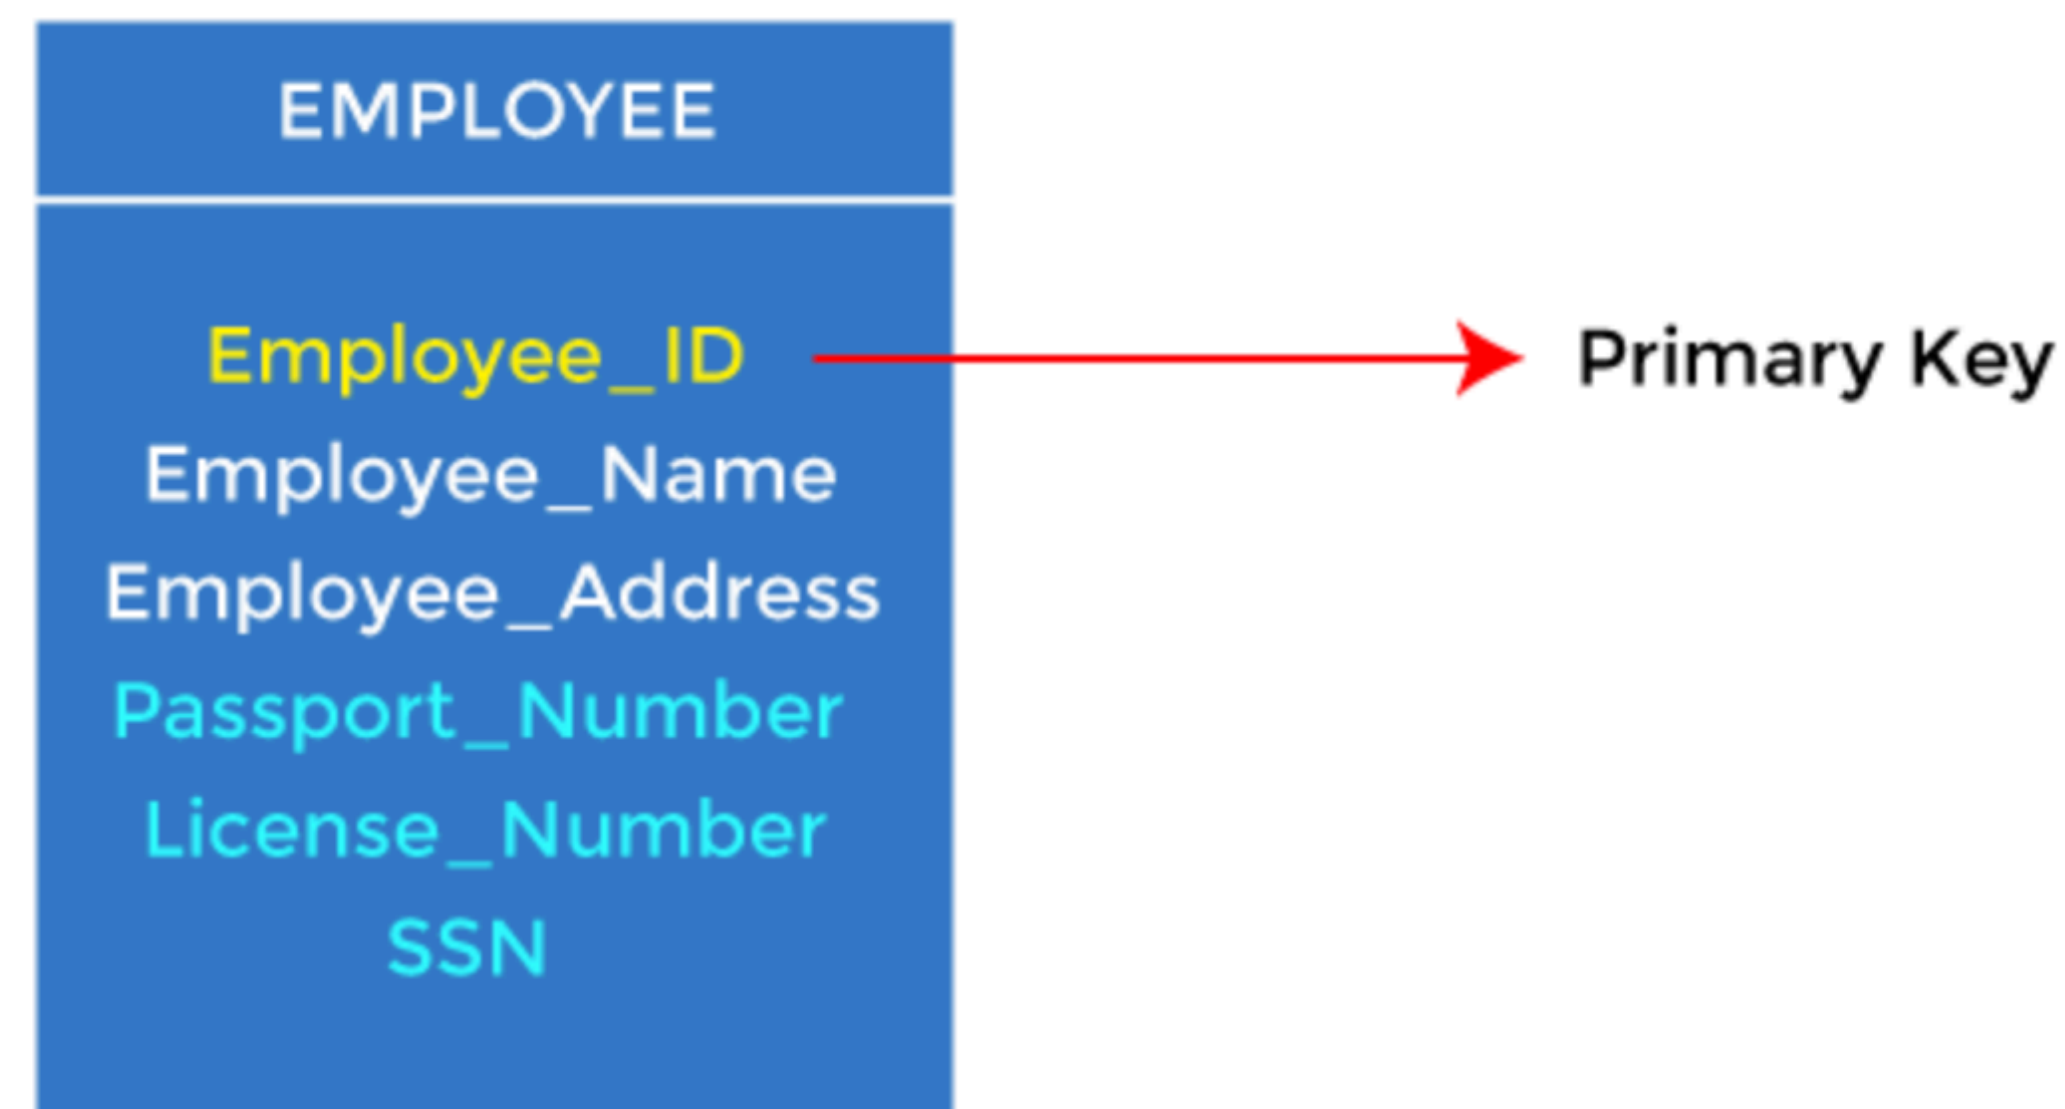 EMPLOYEE
Employee_ID
Primary Key
Employee_Name
Employee_Address
Passport_Number
License_Number
SSN